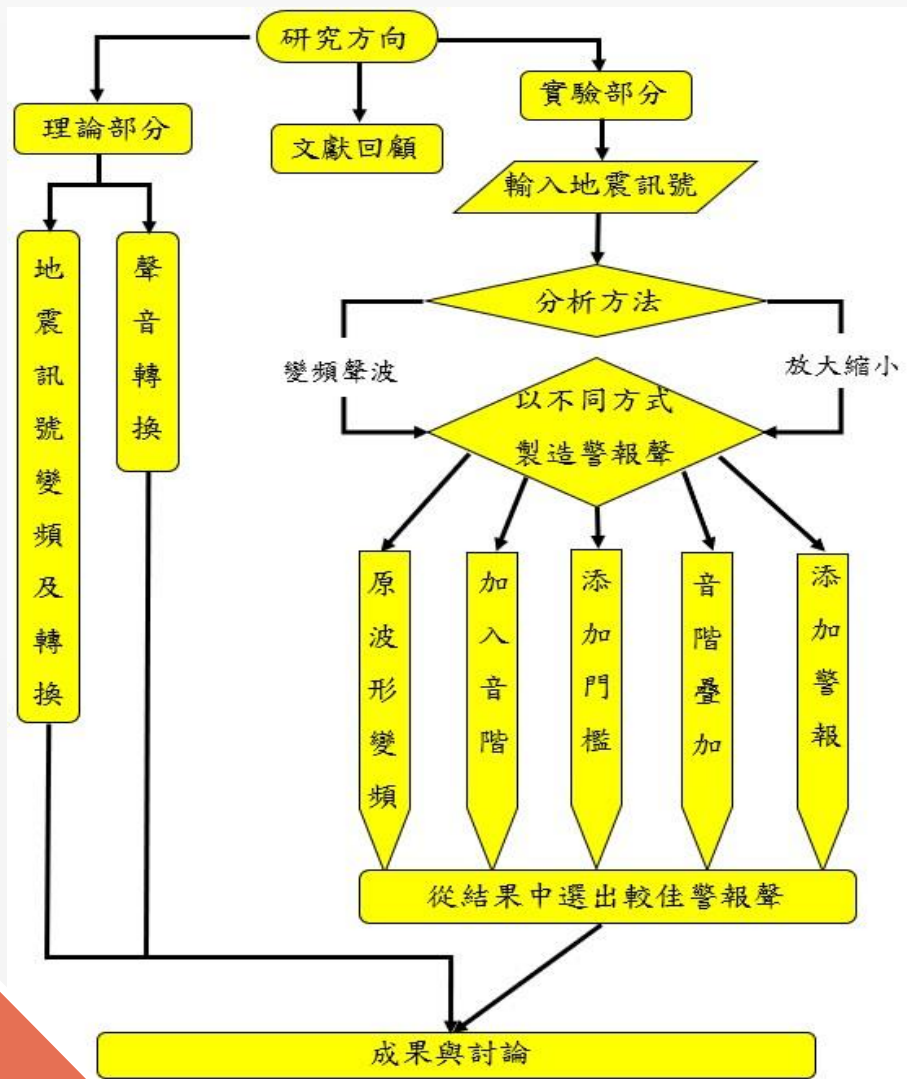 研究方向
理論部分
文獻回顧
實驗部分
輸入地震訊號
地震訊號變頻及轉換
聲音轉換
分析方法
變頻聲波
放大縮小
以不同方式
製造警報聲
原波形變頻
加入音階
添加門檻
音階疊加
添加警報
從結果中選出較佳警報聲
成果與討論